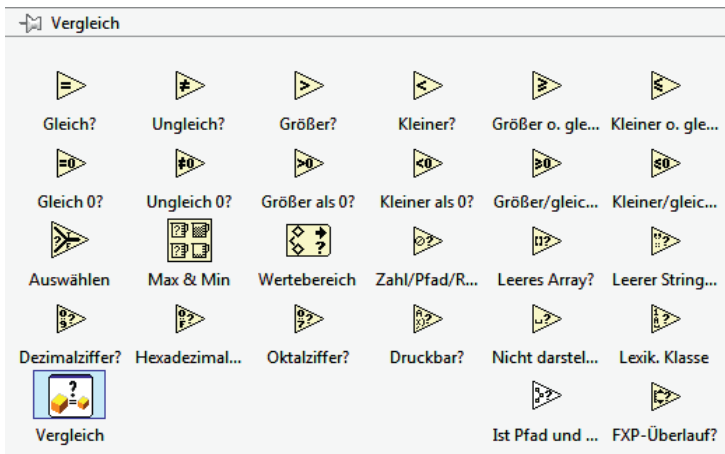 Vergleich
Gleich? Ungleich? Größer? Kleiner? Größer o. gle... Kleiner o. gle...
Gleich 0? Ungleich 0? Größer als 0? Kleiner als 0? Größer/gleic... Kleiner/gleic...
Auswählen Max & Min Wertebereich Zahl/Pfad/R... Leeres Array? Leerer String...
Dezimalziffer? Hexadezimal... Oktalziffer? Druckbar? Nicht darstel... Lexik. Klasse
Vergleich Ist Pfad und ... FXP-Überlauf?